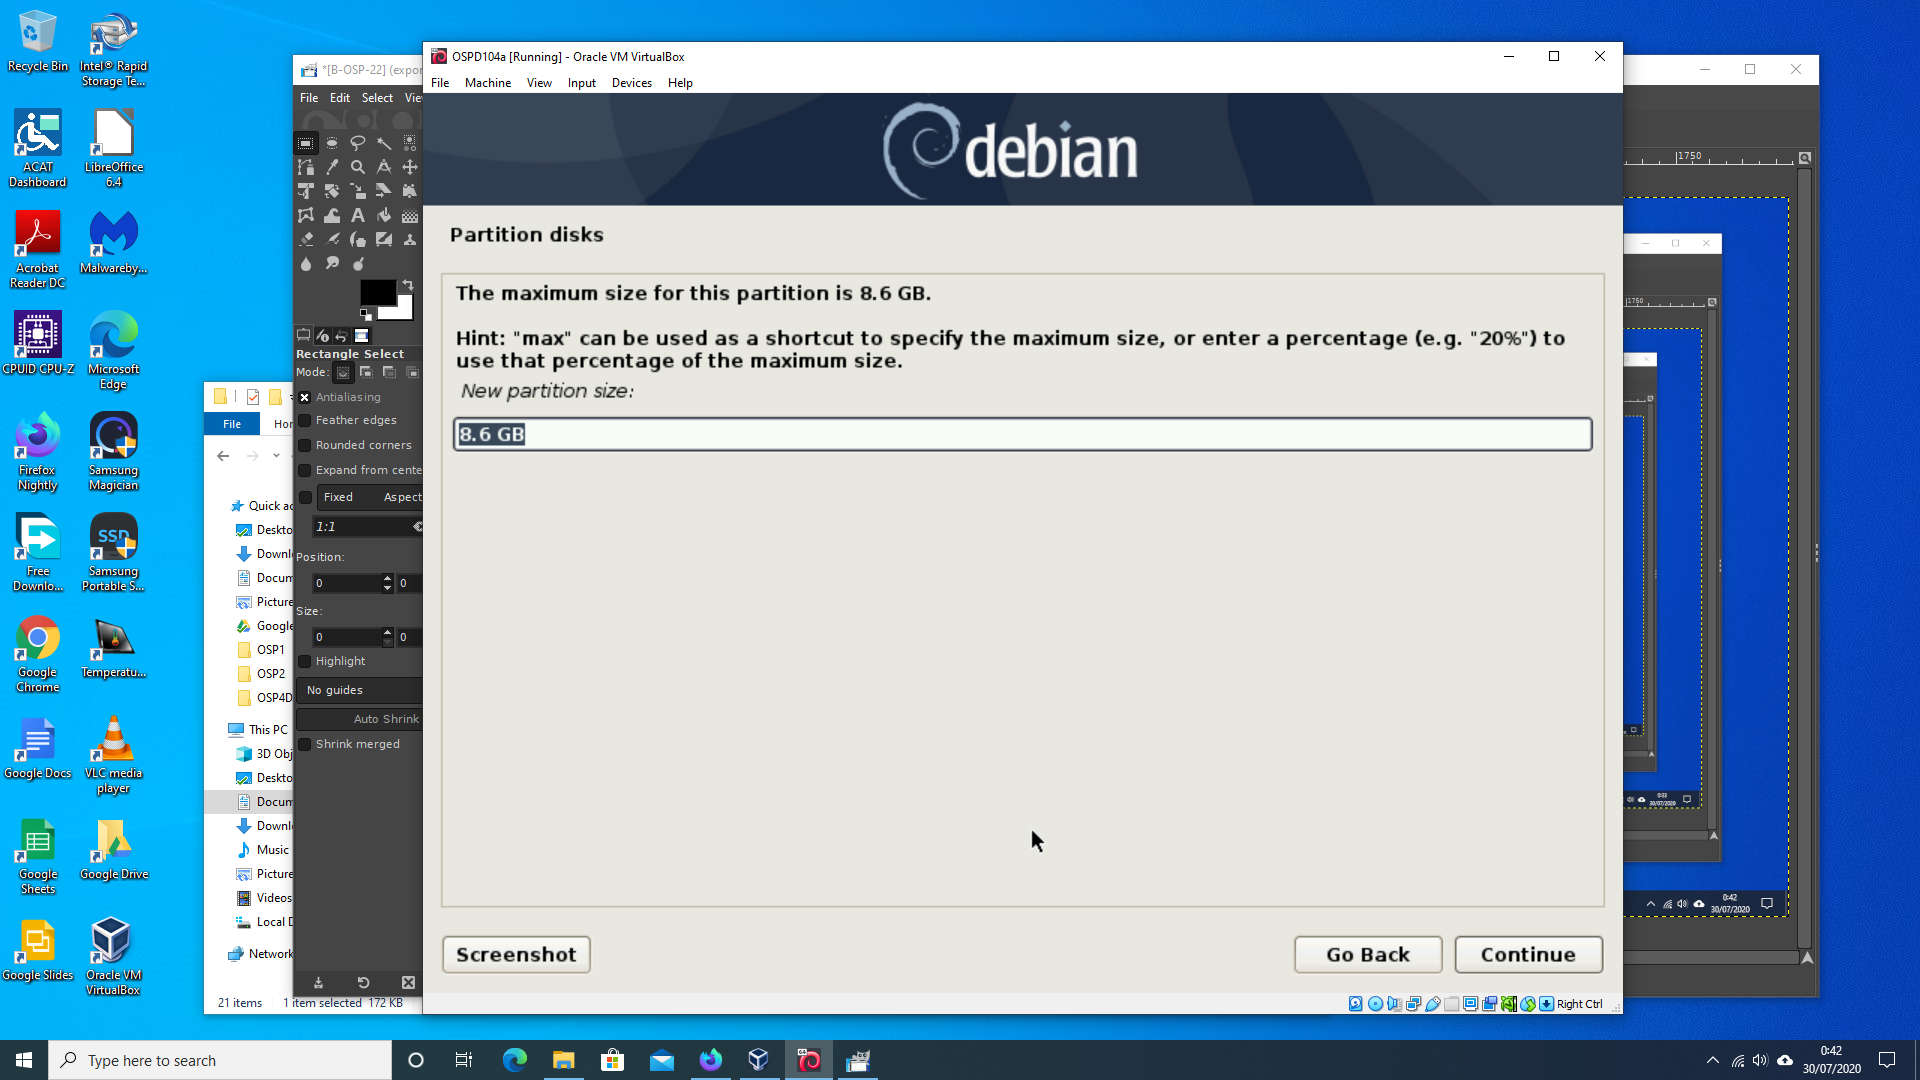 Recycle Bin
Intel® Rapid
Storage Te...
ACAT
Dashboard
LibreOffice
6.4
Acrobat
Reader DC
Malwareby...
CPUID CPU-Z
Microsoft
Edge
Firefox
Nightly
Samsung
Magician
Free
Downlo...
SSD
Samsung
Portable S...
Google
Chrome
Temperatu...
Google Docs
VLC media
player
Google
Sheets
Google Drive
Google Slides
Oracle VM
VirtualBox
File
Hor
Quick ac
Deskto
Downl
Docum
Picture
Google
OSP1
OSP2
OSP4D
This PC
3D Obj
Deskto
Docum
Downl
Music
Picture
Videos
Local D
Network
21 items
1 item selected 172 KB
*[B-OSP-22] (expor
File Edit Select Vie
Rectangle Select
Mode:
Antialiasing
Feather edges
Rounded corners
Expand from cente
Fixed Aspect
1:1
Position:
0 0
Size:
0 0
Highlight
No guides
Auto Shrink
Shrink merged
OSPD104a [Running] - Oracle VM VirtualBox
File Machine View Input Devices Help
debian
Partition disks
The maximum size for this partition is 8.6 GB.
Hint: "max" can be used as a shortcut to specify the maximum size, or enter a percentage (e.g. "20%") to
use that percentage of the maximum size.
New partition size:
8.6 GB
Screenshot
Go Back
Continue
Right Ctrl
1750
1750
0:42
30/07/2020
Type here to search
0:42
30/07/2020